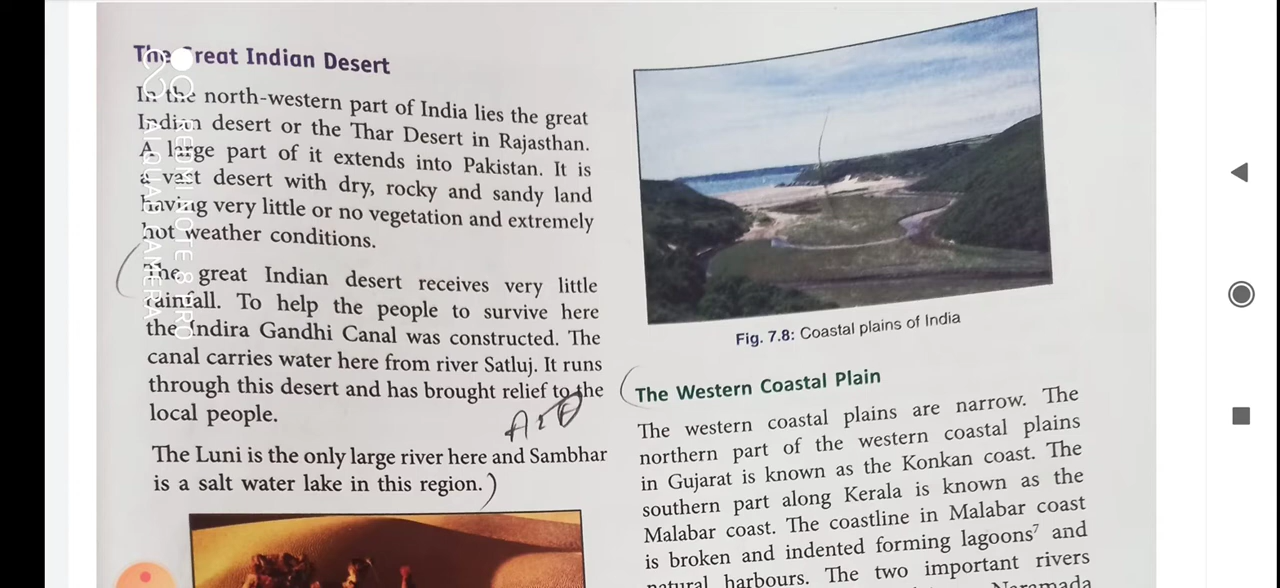 The Great Indian Desert
In the north-western part of India lies the great
Indian desert or the Thar Desert in Rajasthan.
A large part of it extends into Pakistan. It is
a vast desert with dry, rocky and sandy land
having very little or no vegetation and extremely
hot weather conditions.
The great Indian desert receives very little
rainfall. To help the people to survive here
the Indira Gandhi Canal was constructed. The
canal carries water here from river Satluj. It runs
through this desert and has brought relief to the
local people.
The Luni is the only large river here and Sambhar
is a salt water lake in this region.)
REDMI NOTE 8 PRO
AI QUAD CAMERA
Fig. 7.8: Coastal plains of India
The Western Coastal Plain
The western coastal plains are narrow. The
northern part of the western coastal plains
in Gujarat is known as the Konkan coast. The
southern part along Kerala is known as the
Malabar coast. The coastline in Malabar coast
is broken and indented forming lagoons⁷ and
natural harbours. The two important rivers
Narmada